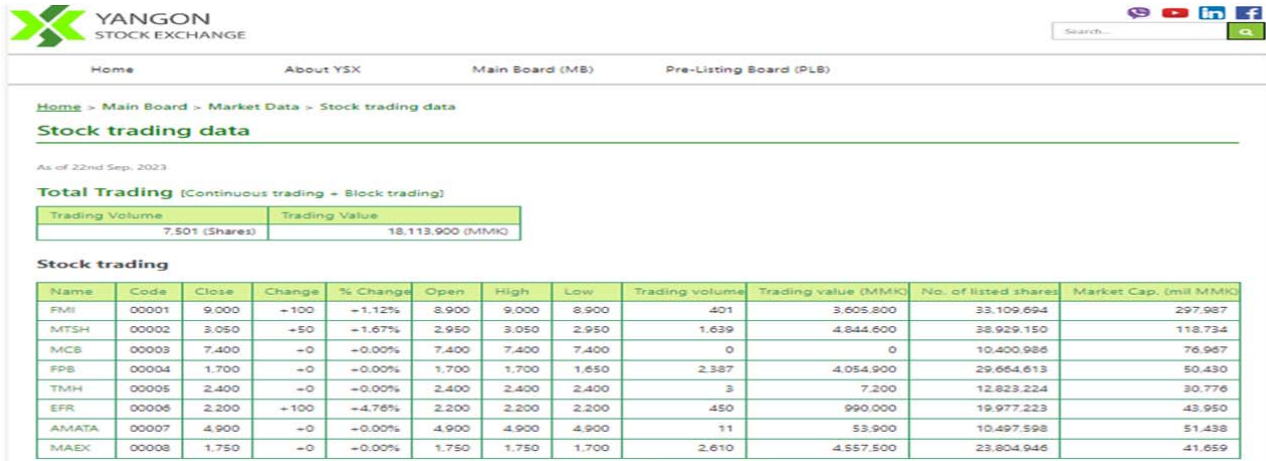 YANGON
STOCK EXCHANGE
Search...
Home About YSX Main Board (MB) Pre-Listing Board (PLB)
Home > Main Board > Market Data > Stock trading data
Stock trading data
As of 22nd Sep, 2023
Total Trading [Continuous trading + Block trading]
Trading Volume Trading Value
7,501 (Shares) 18,113,900 (MMK)
Stock trading
Name Code Close Change % Change Open High Low Trading volume Trading value (MMK) No. of listed shares Market Cap. (mil MMK)
FMI 00001 9,000 +100 +1.12% 8,900 9,000 8,900 401 3,605,800 33,109,694 297,987
MTSH 00002 3,050 +50 +1.67% 2,950 3,050 2,950 1,639 4,844,600 38,929,150 118,734
MCB 00003 7,400 +0 +0.00% 7,400 7,400 7,400 0 0 10,400,986 76,967
FPB 00004 1,700 +0 +0.00% 1,700 1,700 1,650 2,387 4,054,900 29,664,613 50,430
TMH 00005 2,400 +0 +0.00% 2,400 2,400 2,400 3 7,200 12,823,224 30,776
EFR 00006 2,200 +100 +4.76% 2,200 2,200 2,200 450 990,000 19,977,223 43,950
AMATA 00007 4,900 +0 +0.00% 4,900 4,900 4,900 11 53,900 10,497,598 51,438
MAEX 00008 1,750 +0 +0.00% 1,750 1,750 1,700 2,610 4,557,500 23,804,946 41,659